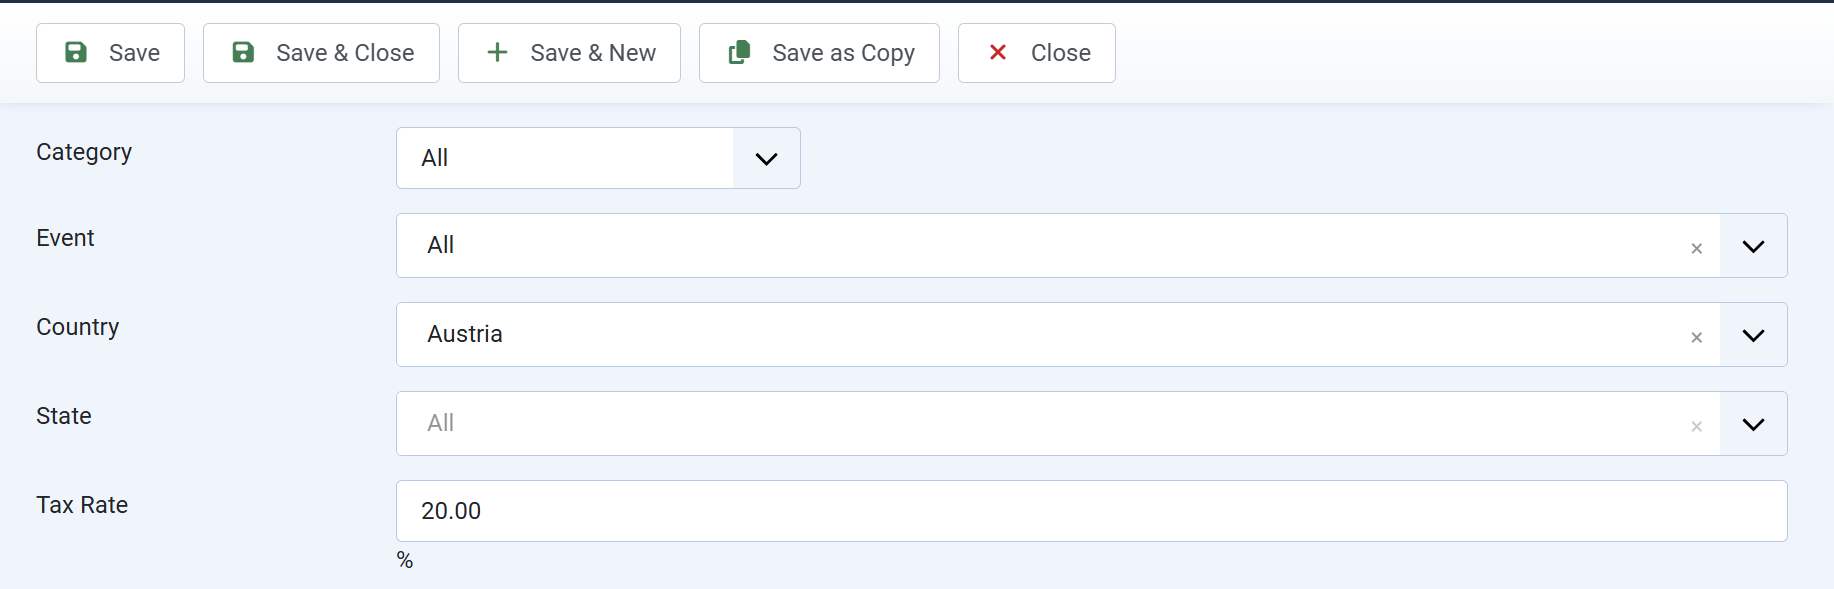 Save Save & Close Save & New Save as Copy Close
Category All
Event All ×
Country Austria ×
State All ×
Tax Rate 20.00
%